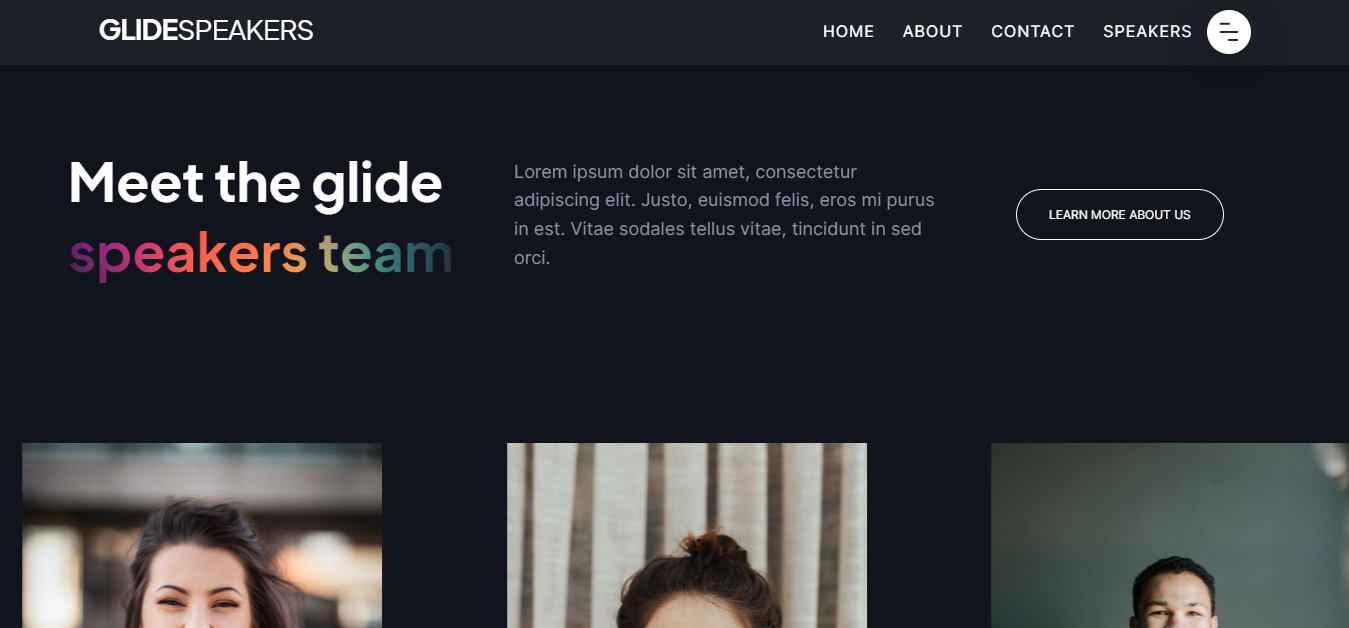 GLIDESPEAKERS
HOME ABOUT CONTACT SPEAKERS
Meet the glide
speakers team
Lorem ipsum dolor sit amet, consectetur
adipiscing elit. Justo, euismod felis, eros mi purus
in est. Vitae sodales tellus vitae, tincidunt in sed
orci.
LEARN MORE ABOUT US